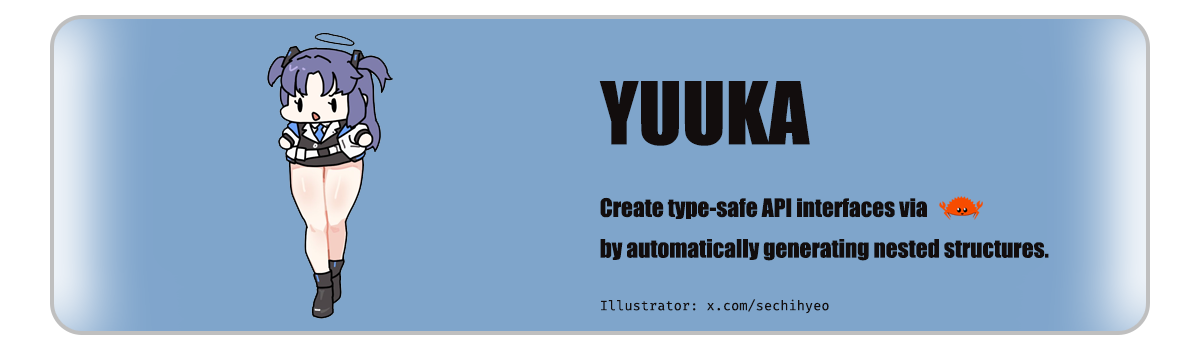 YUUKA
Create type-safe API interfaces via
by automatically generating nested structures.
Illustrator: x.com/sechihyeo